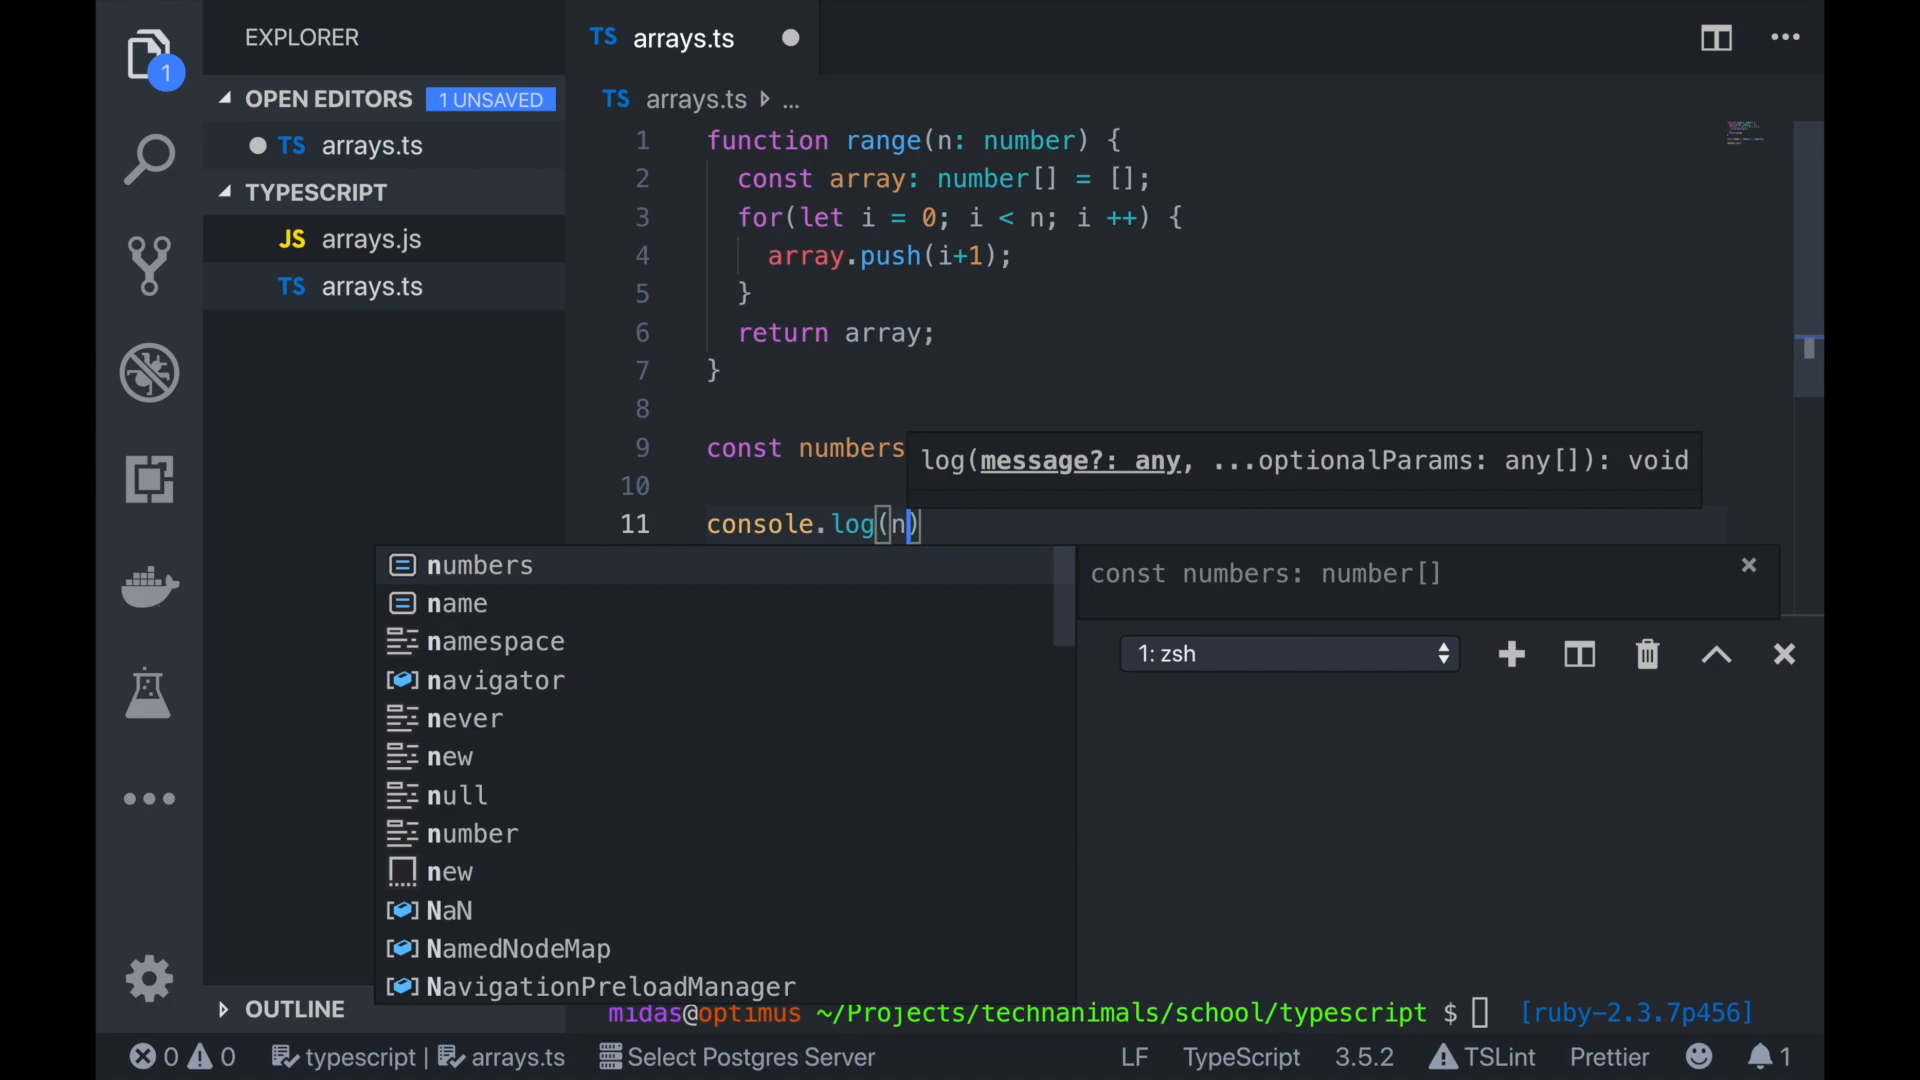 EXPLORER
1
OPEN EDITORS 1 UNSAVED
TS arrays.ts
TYPESCRIPT
JS arrays.js
TS arrays.ts
OUTLINE
TS arrays.ts
TS arrays.ts ...
1 function range(n: number) {
2 const array: number[] = [];
3 for(let i = 0; i < n; i ++) {
4 array.push(i+1);
5 }
6 return array;
7 }
8
9 const numbers
log(message?: any, ...optionalParams: any[]): void
10
11 console.log(n)
numbers
name
namespace
navigator
never
new
null
number
new
NaN
NamedNodeMap
NavigationPreloadManager
const numbers: number[]
1: zsh
midas@optimus ~/Projects/technanimals/school/typescript $ [ruby-2.3.7p456]
0 0 typescript | arrays.ts Select Postgres Server LF TypeScript 3.5.2 TSLint Prettier 1